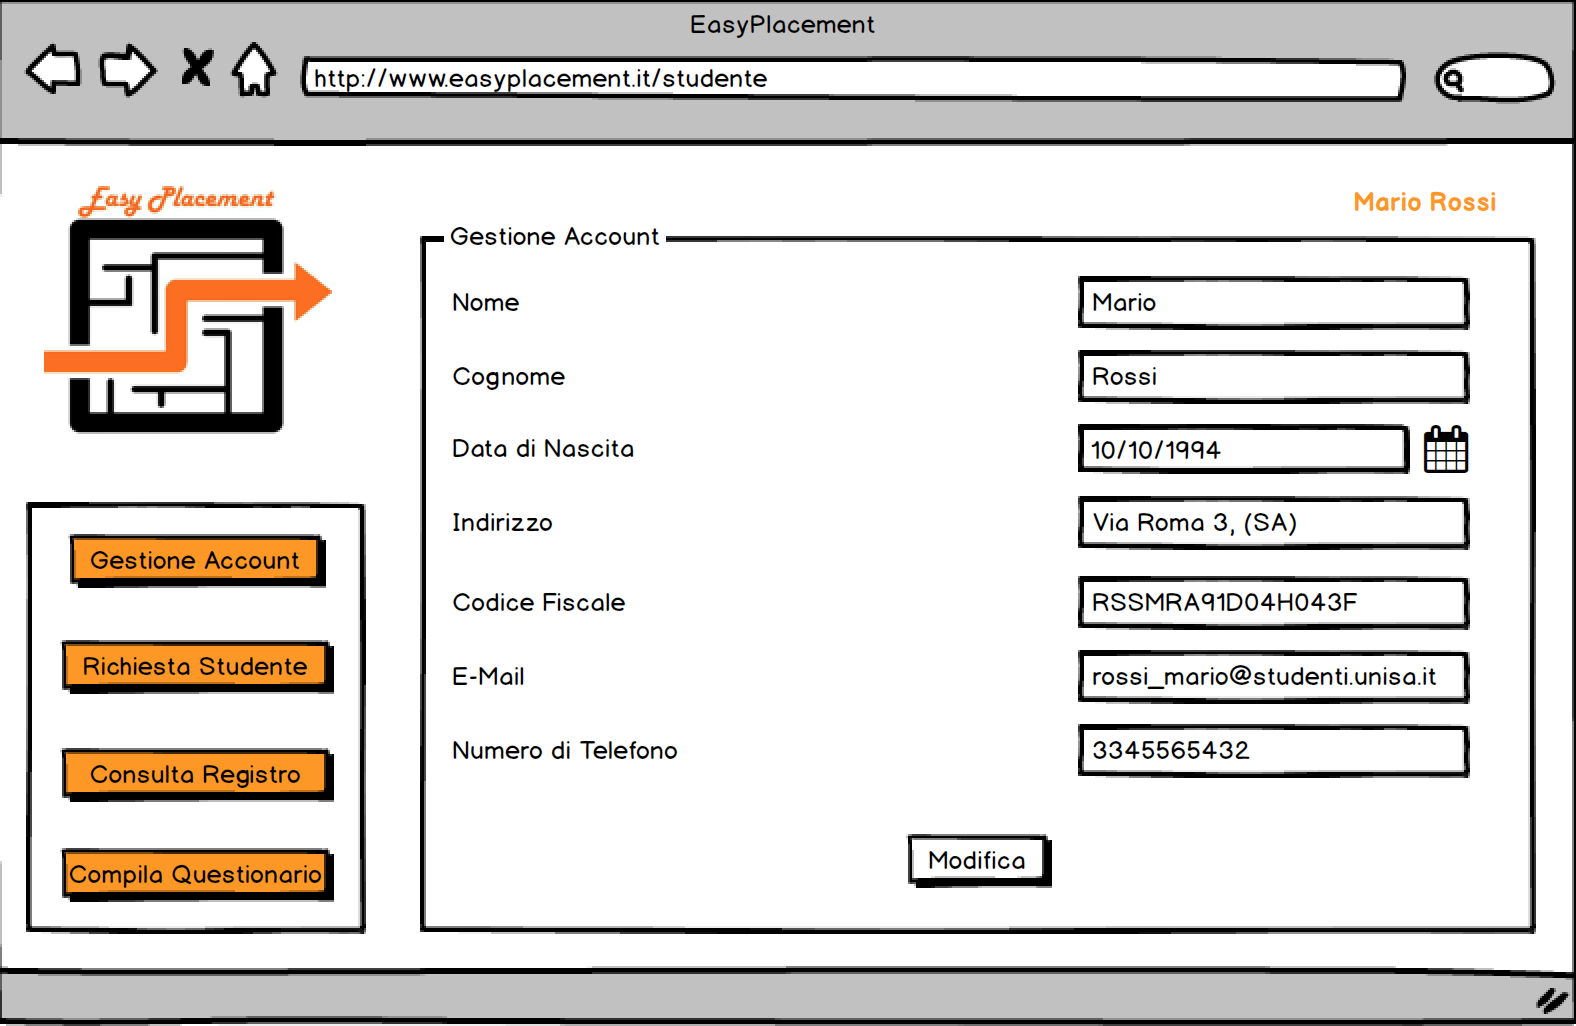 EasyPlacement
http://www.easyplacement.it/studente
Easy Placement
Mario Rossi
Gestione Account
Nome
Mario
Cognome
Rossi
Data di Nascita
10/10/1994
Indirizzo
Via Roma 3, (SA)
Codice Fiscale
RSSMRA91D04H043F
E-Mail
rossi_mario@studenti.unisa.it
Numero di Telefono
3345565432
Modifica
Gestione Account
Richiesta Studente
Consulta Registro
Compila Questionario